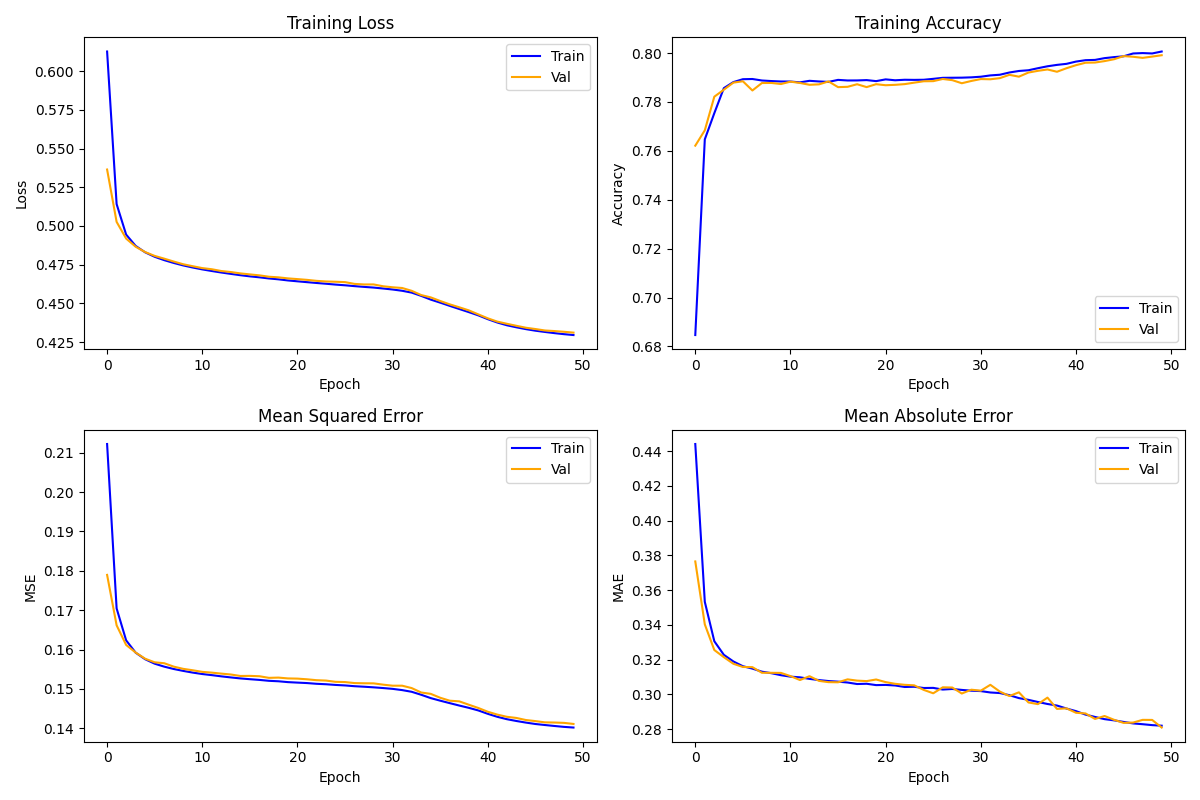 Training Loss
Train
Val
0.600
0.575
0.550
0.525
0.500
0.475
0.450
0.425
Loss
0 10 20 30 40 50
Epoch
Training Accuracy
0.80
0.78
0.76
0.74
0.72
0.70
0.68
Accuracy
Train
Val
0 10 20 30 40 50
Epoch
Mean Squared Error
Train
Val
0.21
0.20
0.19
0.18
0.17
0.16
0.15
0.14
MSE
0 10 20 30 40 50
Epoch
Mean Absolute Error
Train
Val
0.44
0.42
0.40
0.38
0.36
0.34
0.32
0.30
0.28
MAE
0 10 20 30 40 50
Epoch